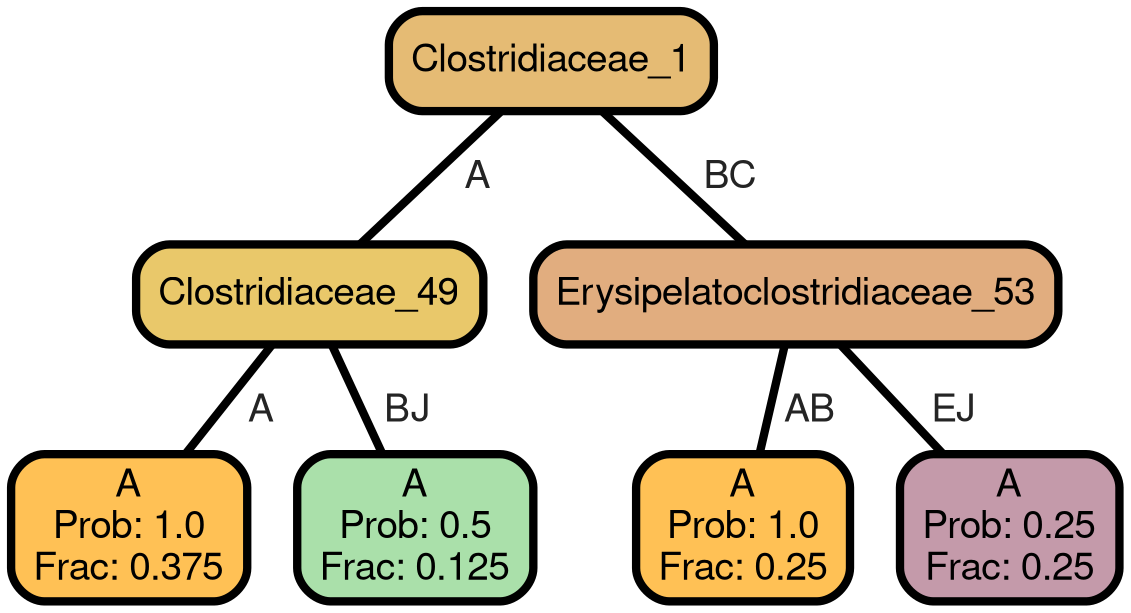 Clostridiaceae_1
A
BC
Clostridiaceae_49
Erysipelatoclostridiaceae_53
A
BJ
AB
EJ
A
Prob: 1.0
Frac: 0.375
A
Prob: 0.5
Frac: 0.125
A
Prob: 1.0
Frac: 0.25
A
Prob: 0.25
Frac: 0.25